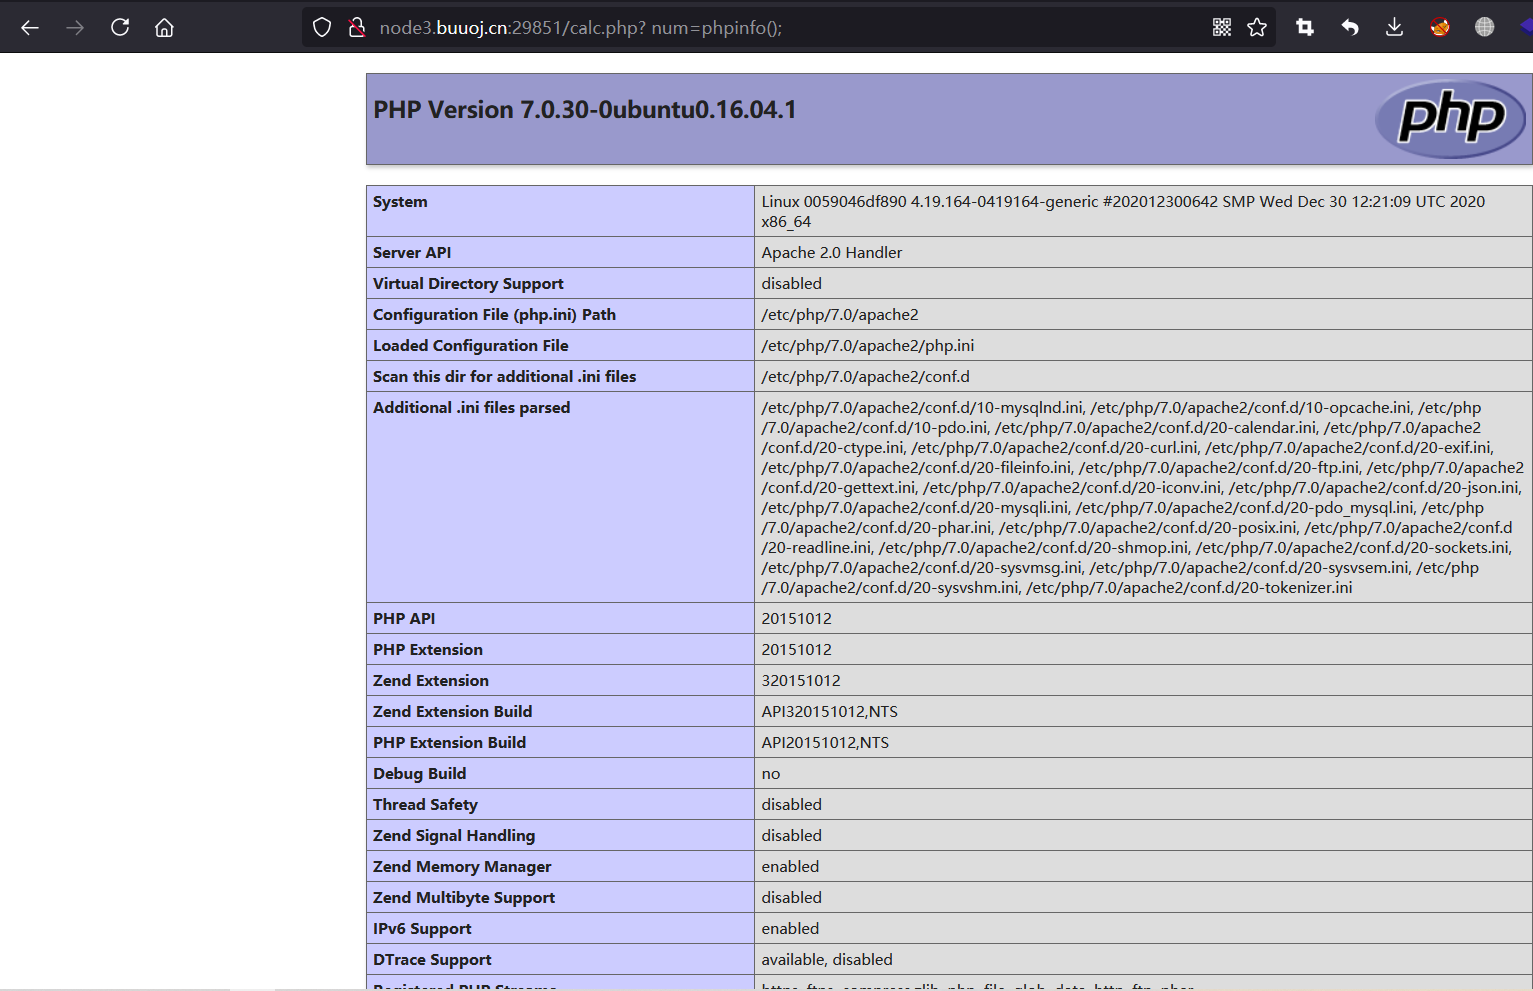 node3.buuoj.cn:29851/calc.php? num=phpinfo();
PHP Version 7.0.30-0ubuntu0.16.04.1
php
System
Linux 0059046df890 4.19.164-0419164-generic #202012300642 SMP Wed Dec 30 12:21:09 UTC 2020
x86_64
Server API
Apache 2.0 Handler
Virtual Directory Support
disabled
Configuration File (php.ini) Path
/etc/php/7.0/apache2
Loaded Configuration File
/etc/php/7.0/apache2/php.ini
Scan this dir for additional .ini files
/etc/php/7.0/apache2/conf.d
Additional .ini files parsed
/etc/php/7.0/apache2/conf.d/10-mysqlnd.ini, /etc/php/7.0/apache2/conf.d/10-opcache.ini, /etc/php
/7.0/apache2/conf.d/10-pdo.ini, /etc/php/7.0/apache2/conf.d/20-calendar.ini, /etc/php/7.0/apache2
/conf.d/20-ctype.ini, /etc/php/7.0/apache2/conf.d/20-curl.ini, /etc/php/7.0/apache2/conf.d/20-exif.ini,
/etc/php/7.0/apache2/conf.d/20-fileinfo.ini, /etc/php/7.0/apache2/conf.d/20-ftp.ini, /etc/php/7.0/apache2
/conf.d/20-gettext.ini, /etc/php/7.0/apache2/conf.d/20-iconv.ini, /etc/php/7.0/apache2/conf.d/20-json.ini,
/etc/php/7.0/apache2/conf.d/20-mysqli.ini, /etc/php/7.0/apache2/conf.d/20-pdo_mysql.ini, /etc/php
/7.0/apache2/conf.d/20-phar.ini, /etc/php/7.0/apache2/conf.d/20-posix.ini, /etc/php/7.0/apache2/conf.d
/20-readline.ini, /etc/php/7.0/apache2/conf.d/20-shmop.ini, /etc/php/7.0/apache2/conf.d/20-sockets.ini,
/etc/php/7.0/apache2/conf.d/20-sysvmsg.ini, /etc/php/7.0/apache2/conf.d/20-sysvsem.ini, /etc/php
/7.0/apache2/conf.d/20-sysvshm.ini, /etc/php/7.0/apache2/conf.d/20-tokenizer.ini
PHP API
20151012
PHP Extension
20151012
Zend Extension
320151012
Zend Extension Build
API320151012,NTS
PHP Extension Build
API20151012,NTS
Debug Build
no
Thread Safety
disabled
Zend Signal Handling
disabled
Zend Memory Manager
enabled
Zend Multibyte Support
disabled
IPv6 Support
enabled
DTrace Support
available, disabled
Registered PHP Streams
https, ftps, compress.zlib, php, file, glob, data, http, ftp, phar